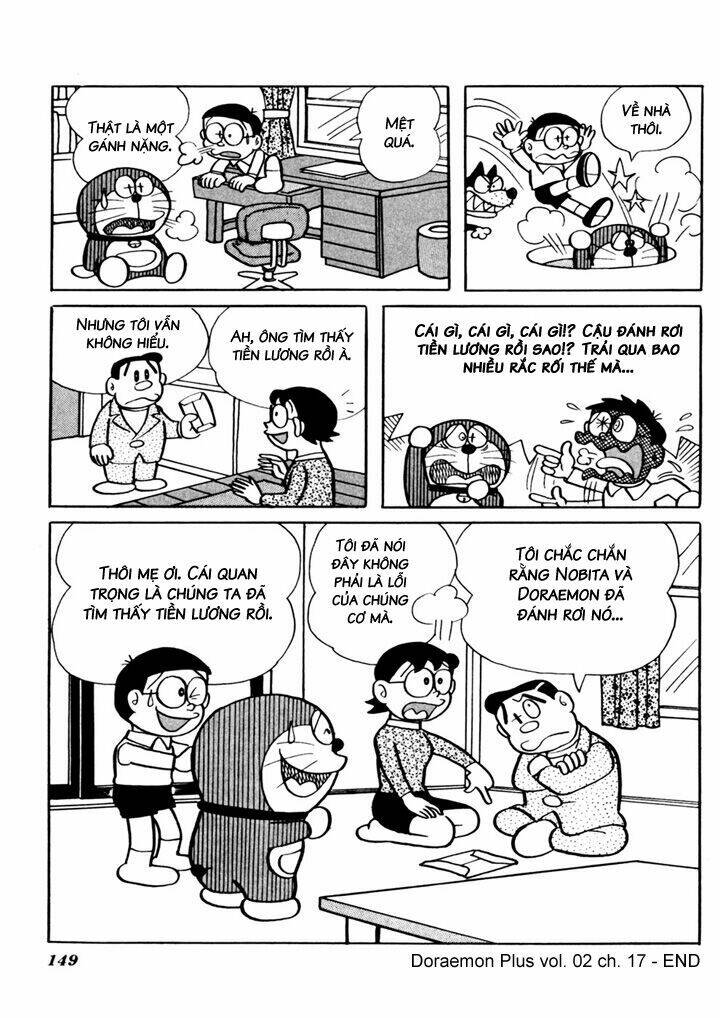 THẬT LÀ MỘT
GÁNH NẶNG.
MỆT
QUÁ.
VỀ NHÀ
THÔI.
NHƯNG TÔI VẪN
KHÔNG HIỂU.
AH, ÔNG TÌM THẤY
TIỀN LƯƠNG RỒI À.
CÁI GÌ, CÁI GÌ, CÁI GÌ!? CẬU ĐÁNH RƠI
TIỀN LƯƠNG RỒI SAO!? TRẢI QUA BAO
NHIÊU RẮC RỐI THẾ MÀ...
THÔI MẸ ƠI. CÁI QUAN
TRỌNG LÀ CHÚNG TA ĐÃ
TÌM THẤY TIỀN LƯƠNG RỒI.
TÔI ĐÃ NÓI
ĐÂY KHÔNG
PHẢI LÀ LỖI
CỦA CHÚNG
CƠ MÀ.
TÔI CHẮC CHẮN
RẰNG NOBITA VÀ
DORAEMON ĐÃ
ĐÁNH RƠI NÓ...
149
Doraemon Plus vol. 02 ch. 17 - END